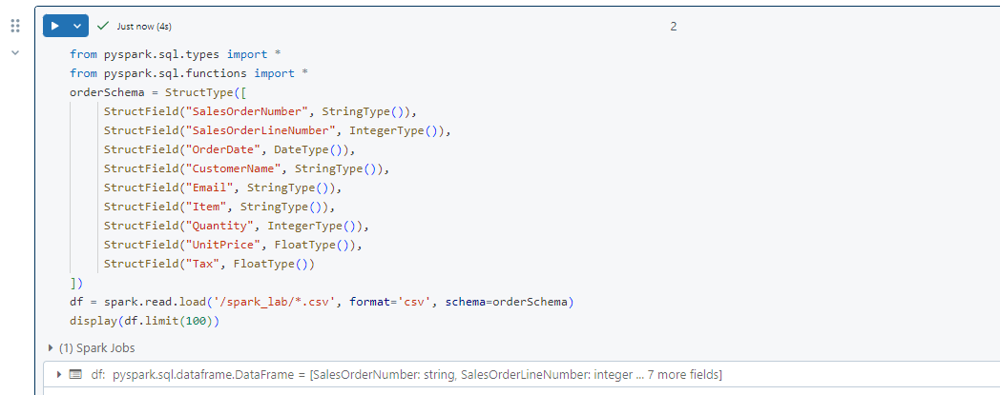 Just now (4s)
2
from pyspark.sql.types import *
from pyspark.sql.functions import *
orderSchema = StructType([
    StructField("SalesOrderNumber", StringType()),
    StructField("SalesOrderLineNumber", IntegerType()),
    StructField("OrderDate", DateType()),
    StructField("CustomerName", StringType()),
    StructField("Email", StringType()),
    StructField("Item", StringType()),
    StructField("Quantity", IntegerType()),
    StructField("UnitPrice", FloatType()),
    StructField("Tax", FloatType())
])
df = spark.read.load('/spark_lab/*.csv', format='csv', schema=orderSchema)
display(df.limit(100))
(1) Spark Jobs
df: pyspark.sql.dataframe.DataFrame = [SalesOrderNumber: string, SalesOrderLineNumber: integer ... 7 more fields]